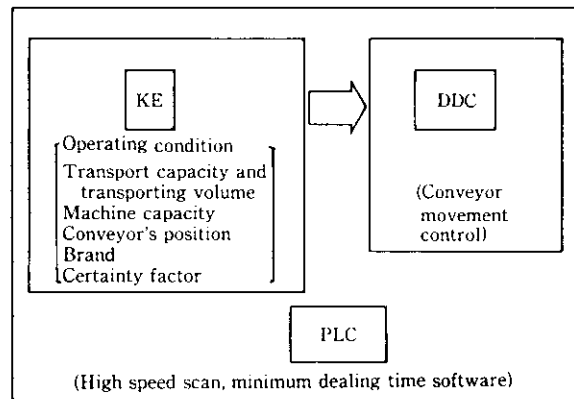 KE
Operating condition
Transport capacity and
transporting volume
Machine capacity
Conveyor's position
Brand
Certainty factor
DDC
(Conveyor
movement
control)
PLC
(High speed scan, minimum dealing time software)